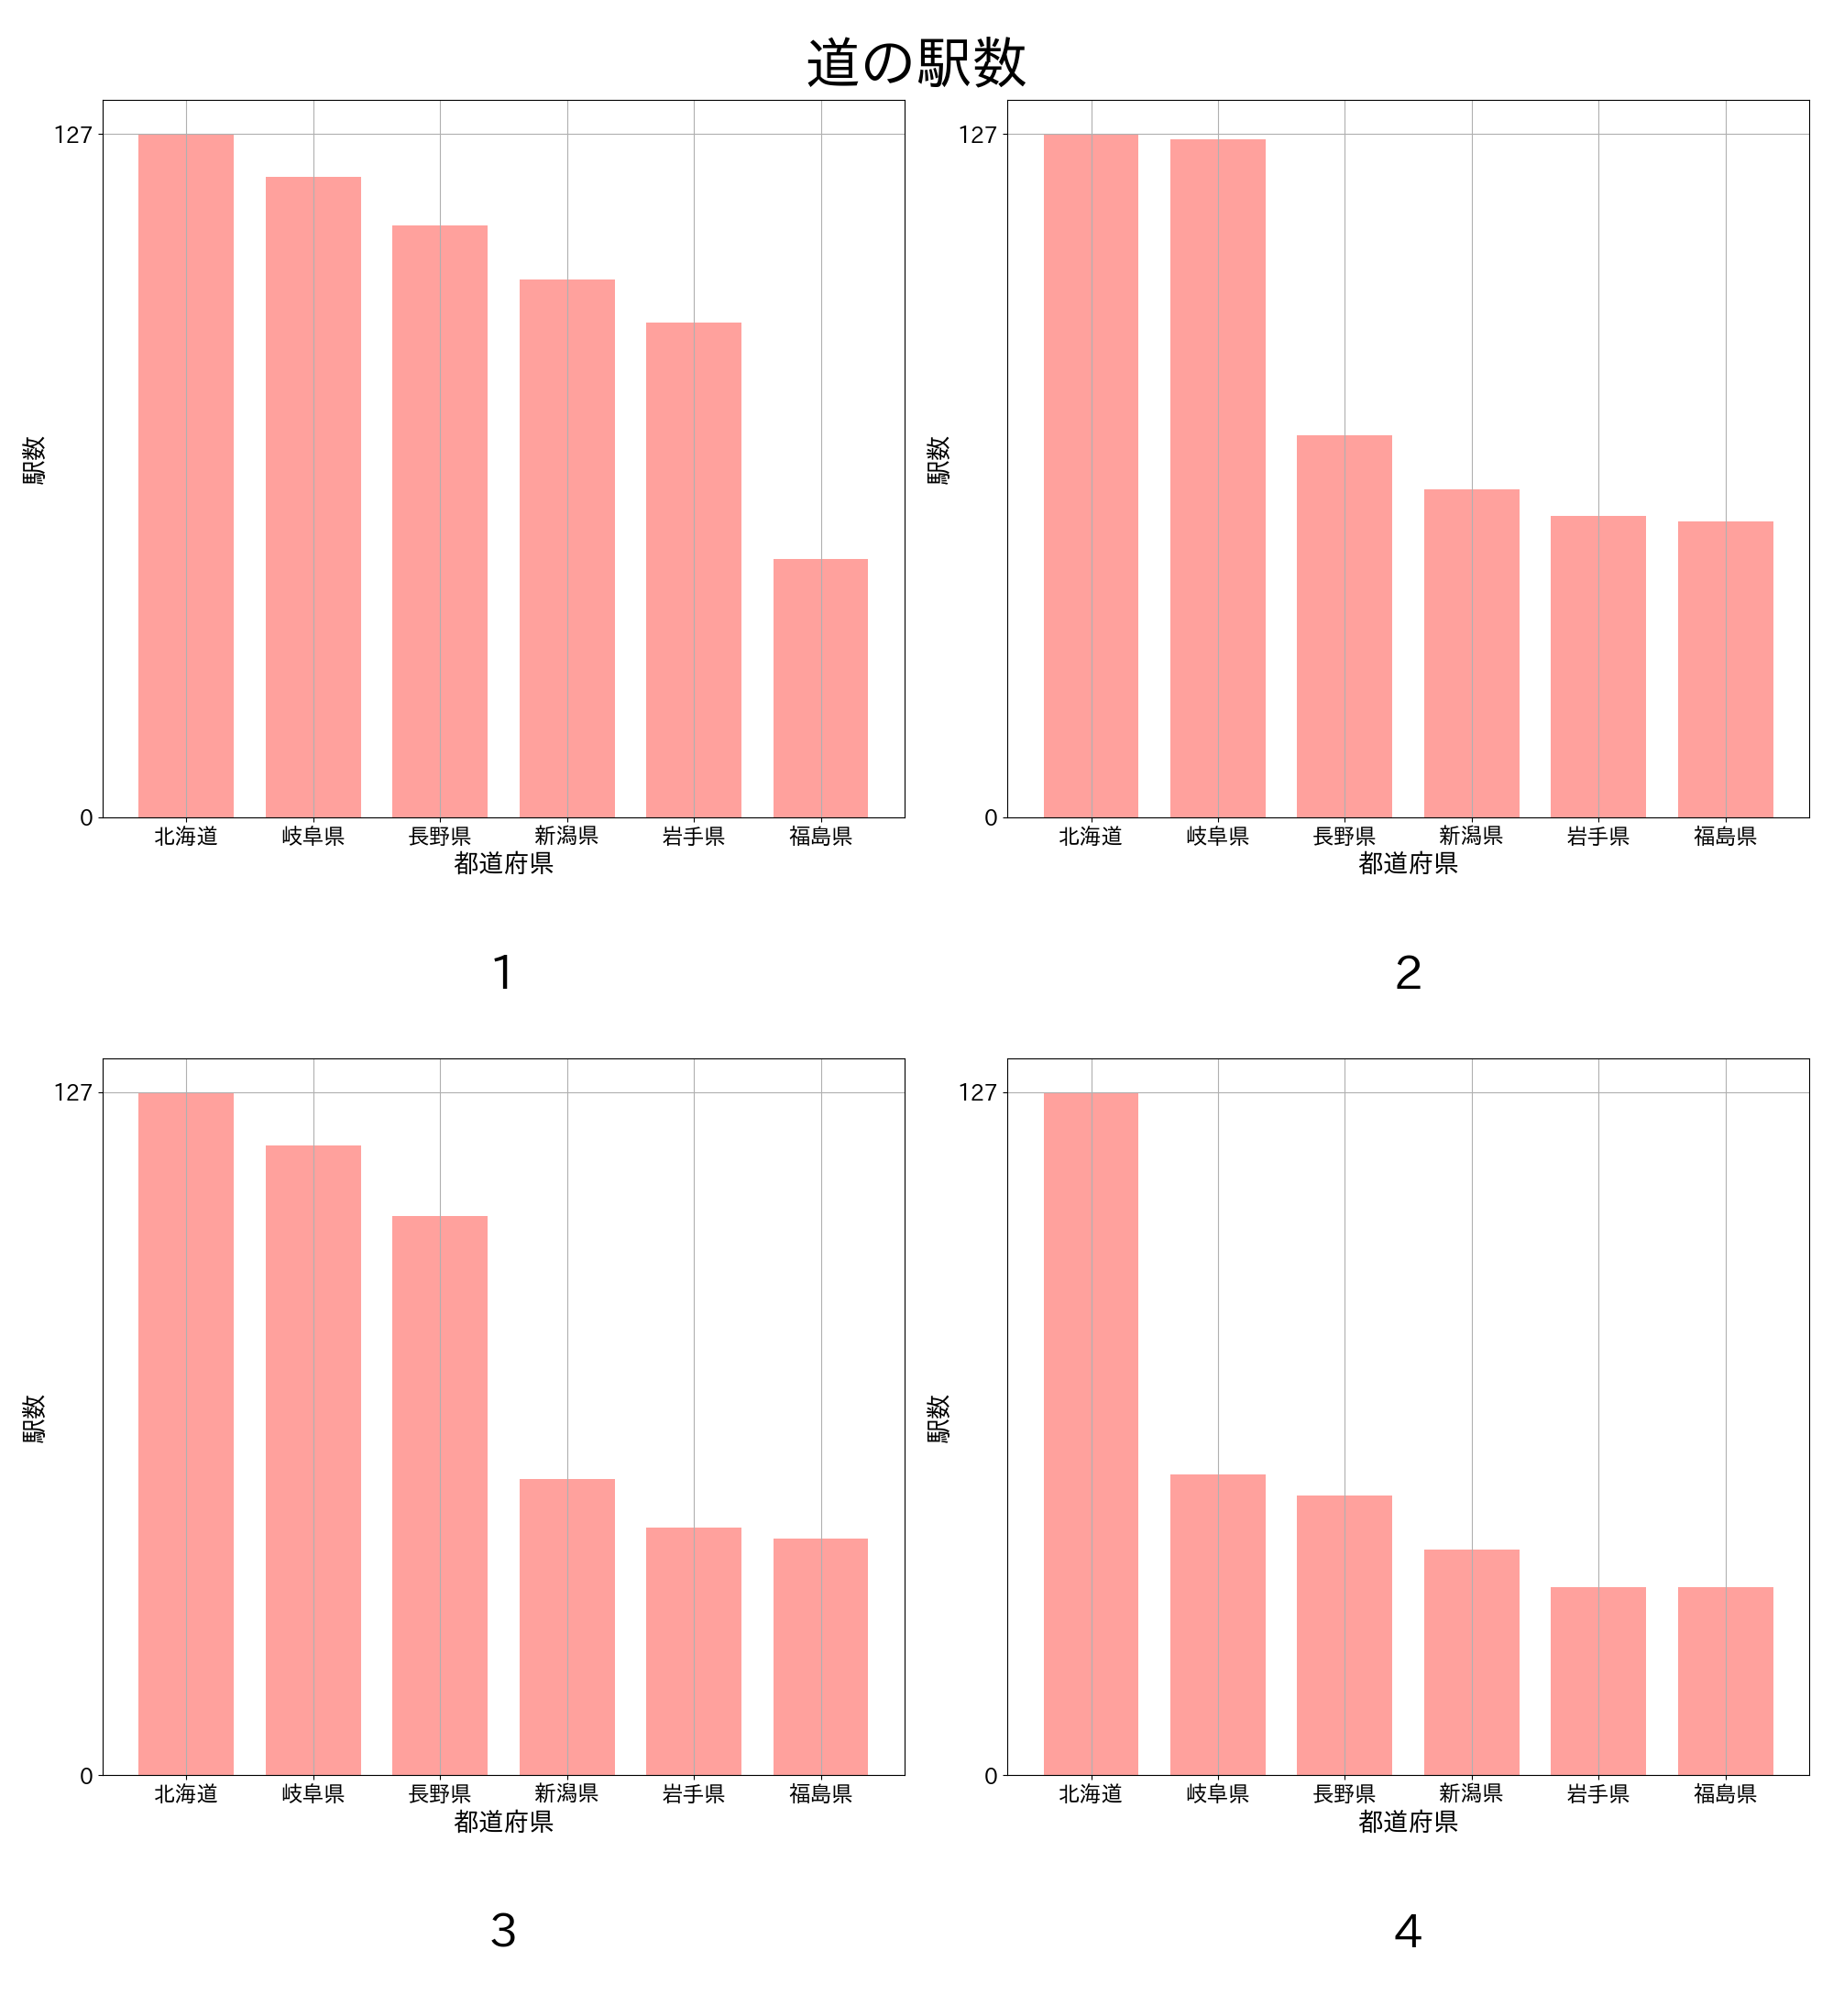 道の駅数
127
0
駅数
北海道 岐阜県 長野県 新潟県 岩手県 福島県
都道府県
1
127
0
駅数
北海道 岐阜県 長野県 新潟県 岩手県 福島県
都道府県
2
127
0
駅数
北海道 岐阜県 長野県 新潟県 岩手県 福島県
都道府県
3
127
0
駅数
北海道 岐阜県 長野県 新潟県 岩手県 福島県
都道府県
4